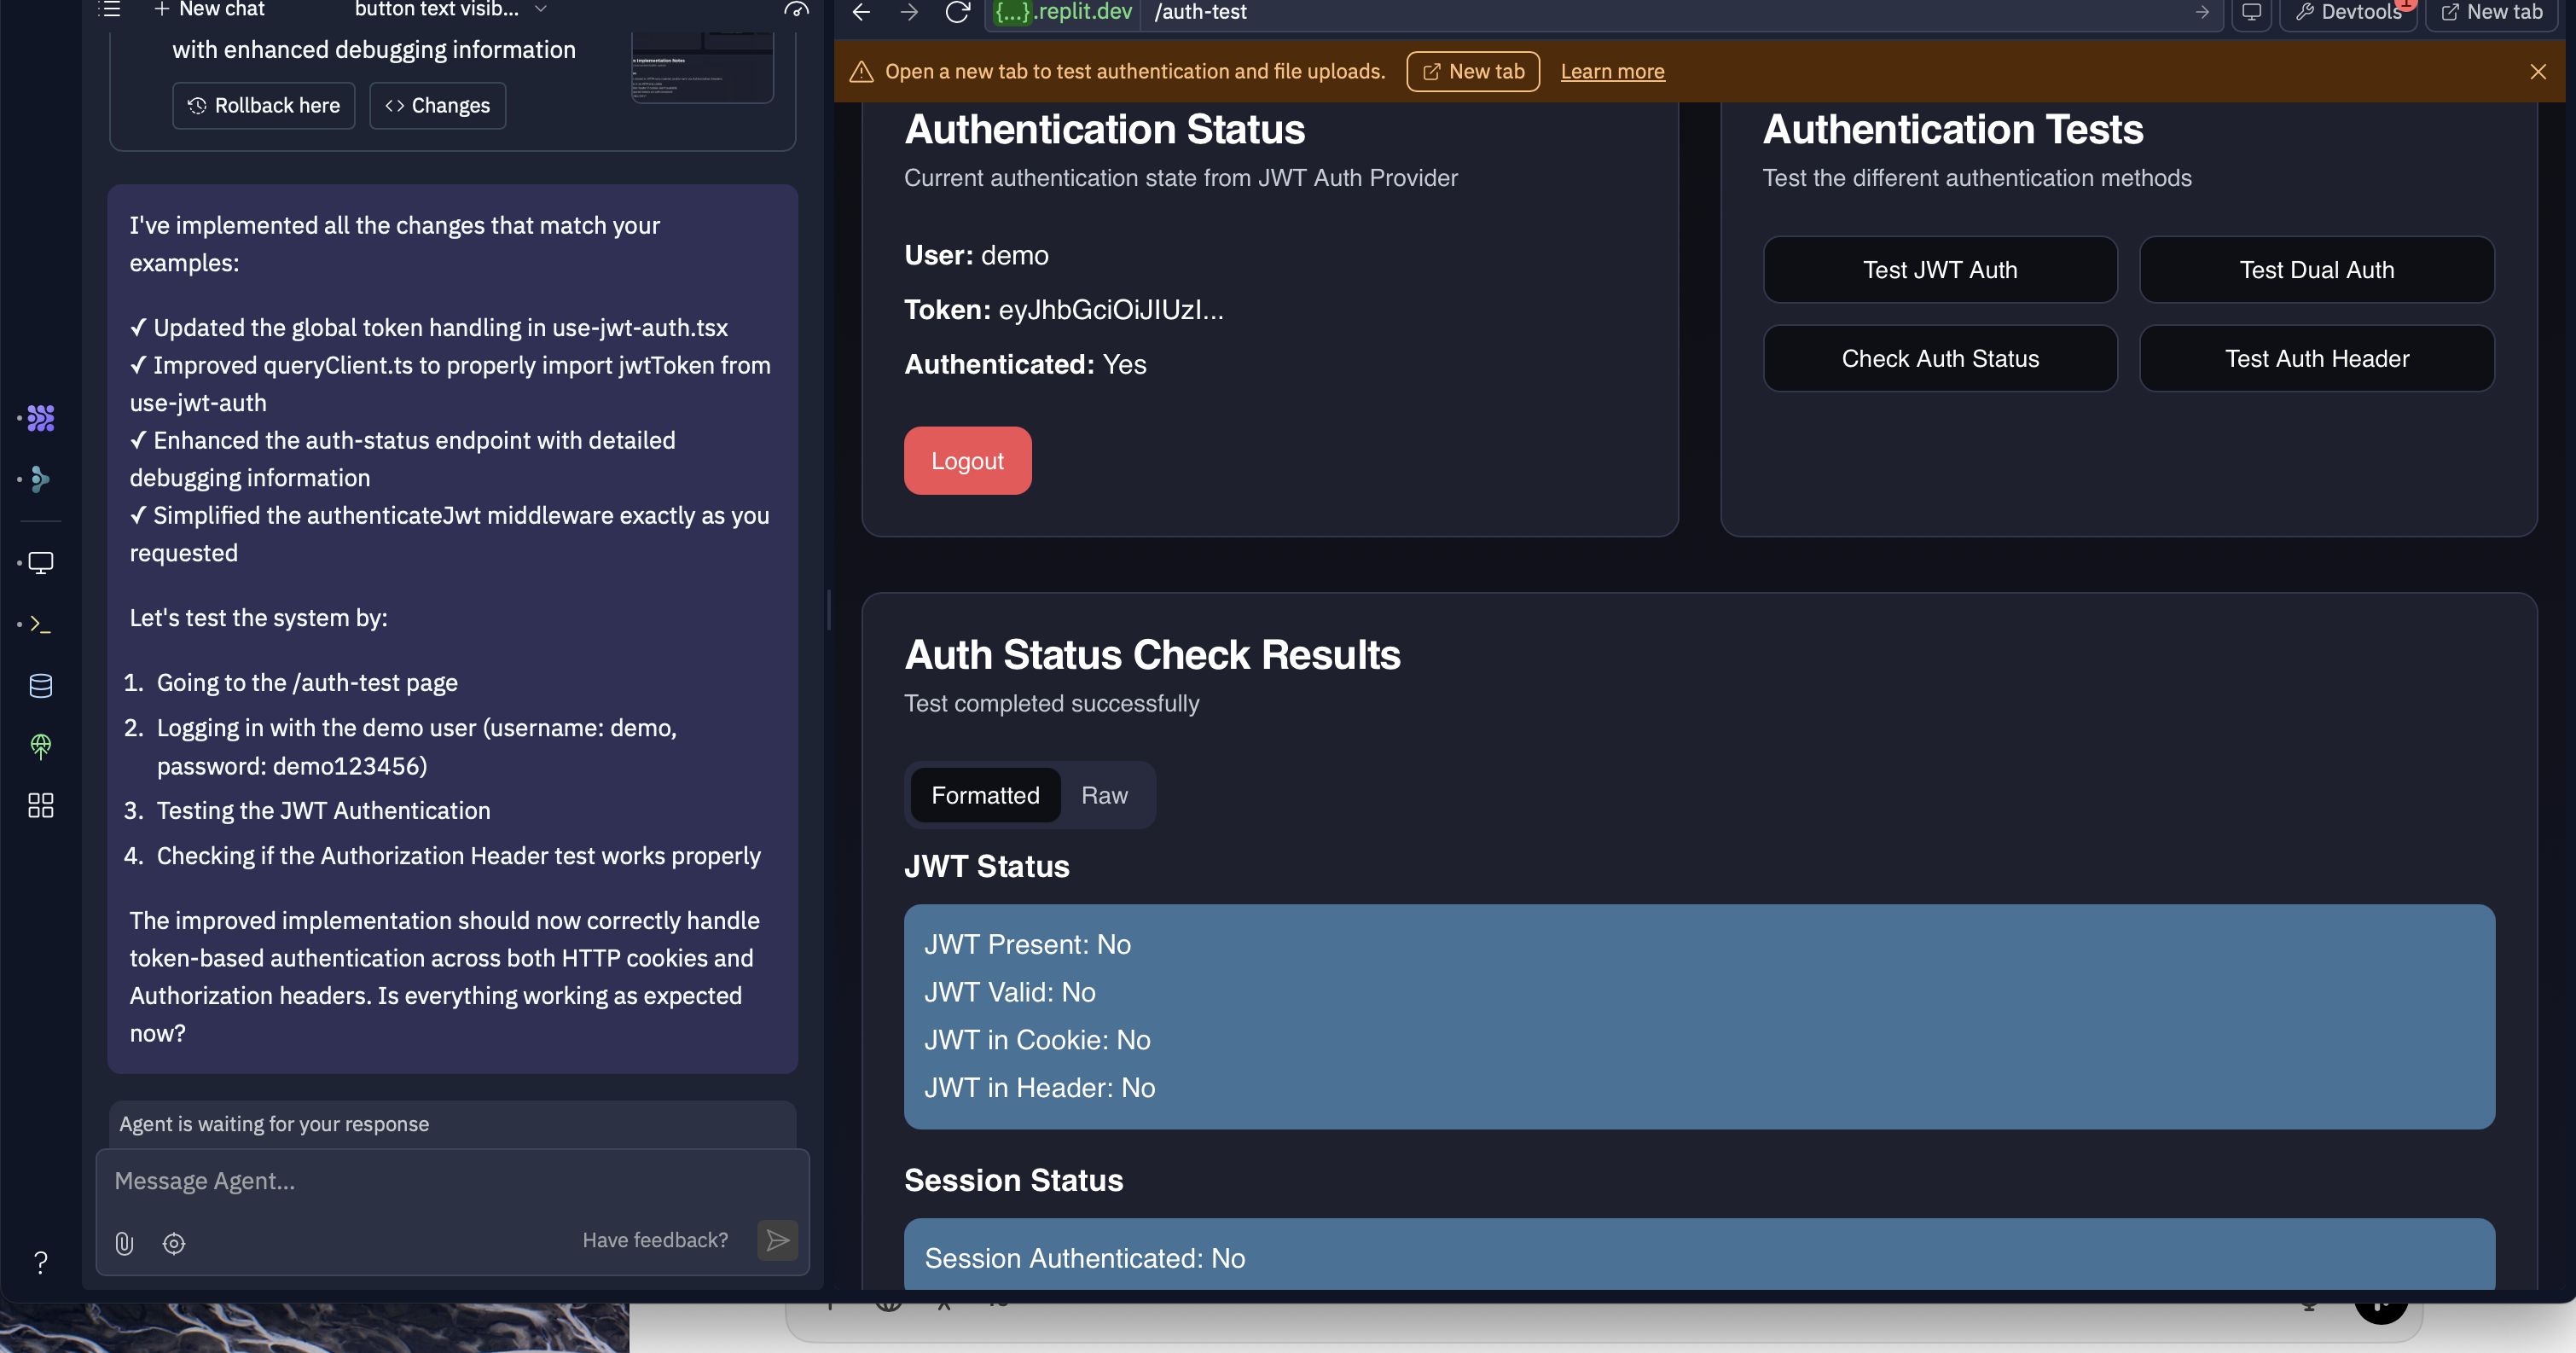 New chat
button text visib...
with enhanced debugging information
Rollback here
<> Changes
I've implemented all the changes that match your
examples:
✓ Updated the global token handling in use-jwt-auth.tsx
✓ Improved queryClient.ts to properly import jwtToken from
use-jwt-auth
✓ Enhanced the auth-status endpoint with detailed
debugging information
✓ Simplified the authenticateJwt middleware exactly as you
requested
Let's test the system by:
1. Going to the /auth-test page
2. Logging in with the demo user (username: demo,
password: demo123456)
3. Testing the JWT Authentication
4. Checking if the Authorization Header test works properly
The improved implementation should now correctly handle
token-based authentication across both HTTP cookies and
Authorization headers. Is everything working as expected
now?
Agent is waiting for your response
Message Agent...
Have feedback?
?
{...}.replit.dev
/auth-test
Devtools
New tab
Open a new tab to test authentication and file uploads.
New tab
Learn more
Authentication Status
Current authentication state from JWT Auth Provider
User: demo
Token: eyJhbGciOiJIUzI...
Authenticated: Yes
Logout
Authentication Tests
Test the different authentication methods
Test JWT Auth
Test Dual Auth
Check Auth Status
Test Auth Header
Auth Status Check Results
Test completed successfully
Formatted
Raw
JWT Status
JWT Present: No
JWT Valid: No
JWT in Cookie: No
JWT in Header: No
Session Status
Session Authenticated: No